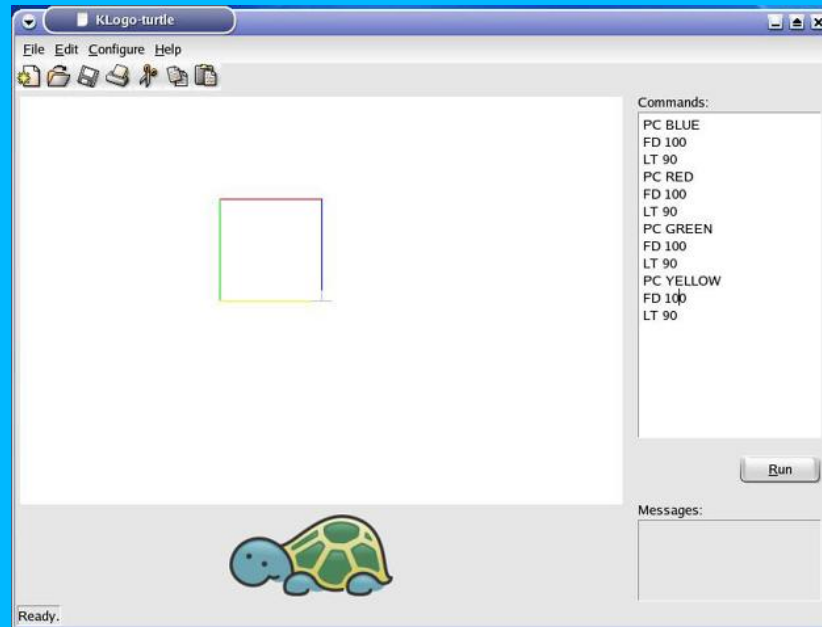 KLogo-turtle
File Edit Configure Help
Commands:
PC BLUE
FD 100
LT 90
PC RED
FD 100
LT 90
PC GREEN
FD 100
LT 90
PC YELLOW
FD 100
LT 90
Run
Messages:
Ready.